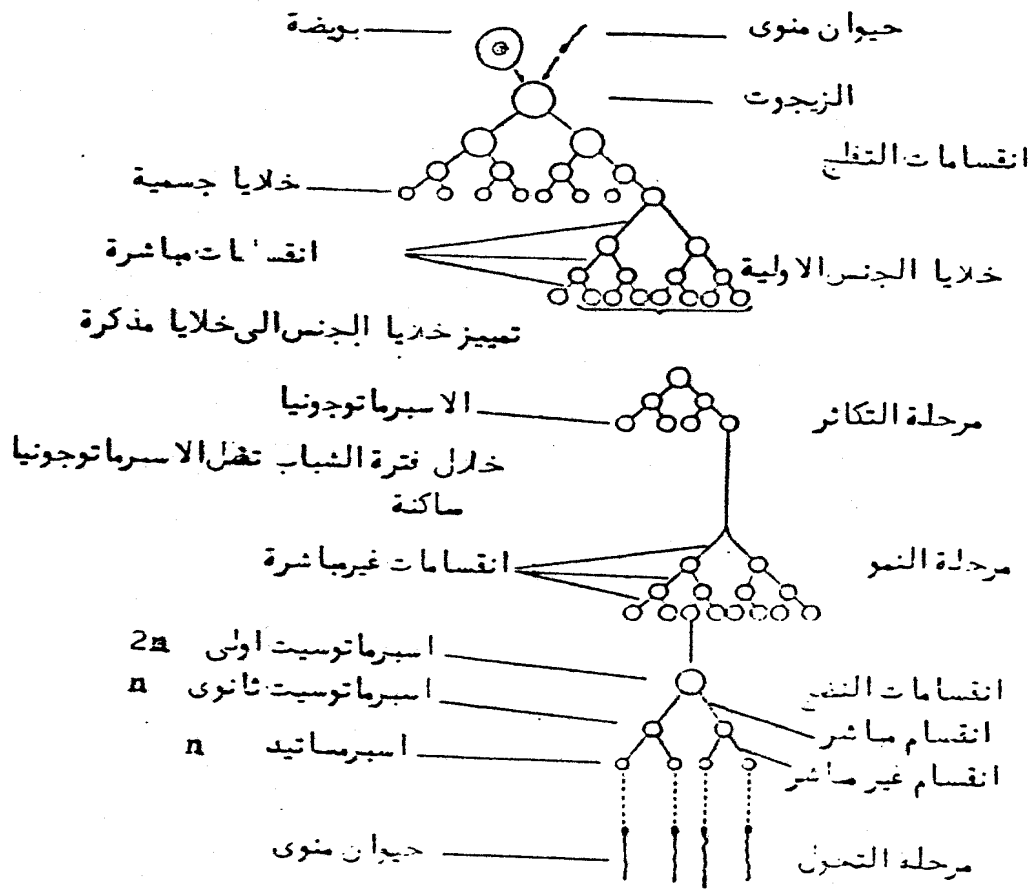 حيوان منوى
بويضة
الزيجوت
انقسامات التفلج
خلايا جسمية
انقسامات مباشرة
خلايا الجنس الاولية
تمييز خلايا الجنس الى خلايا مذكرة
الاسبرماتوجونيا
مرحلة التكاثر
خلال فترة الشباب تظل الاسبرماتوجونيا
ساكنة
انقسامات غير مباشرة
مرحلة النمو
اسبرماتوسيت اولى 2n
انقسامات النضج
اسبرماتوسيت ثانوى n
انقسام مباشر
اسبرماتيد n
انقسام غير مباشر
حيوان منوى
مرحلة التحول